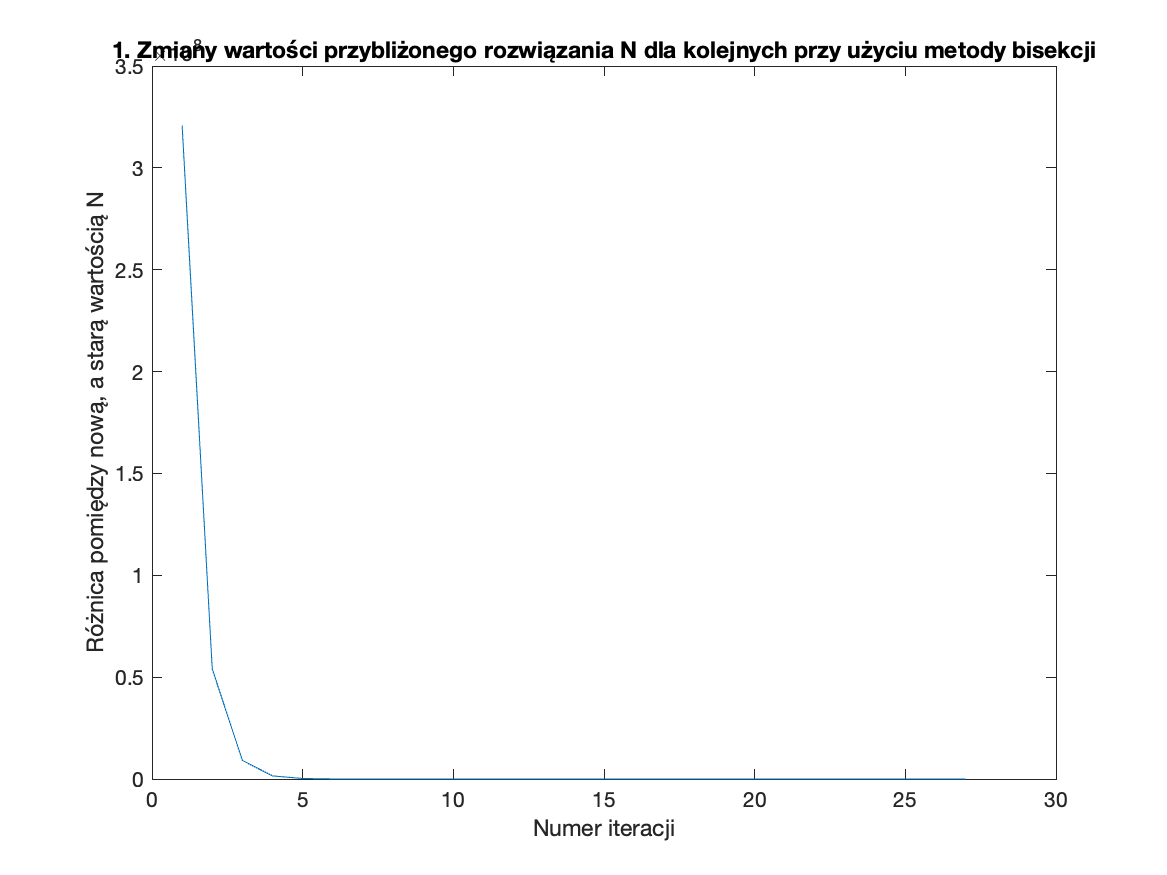 1. Zmiany wartości przybliżonego rozwiązania N dla kolejnych przy użyciu metody bisekcji
8
3.5
3
2.5
2
1.5
1
0.5
0
Różnica pomiędzy nową, a starą wartością N
0 5 10 15 20 25 30
Numer iteracji